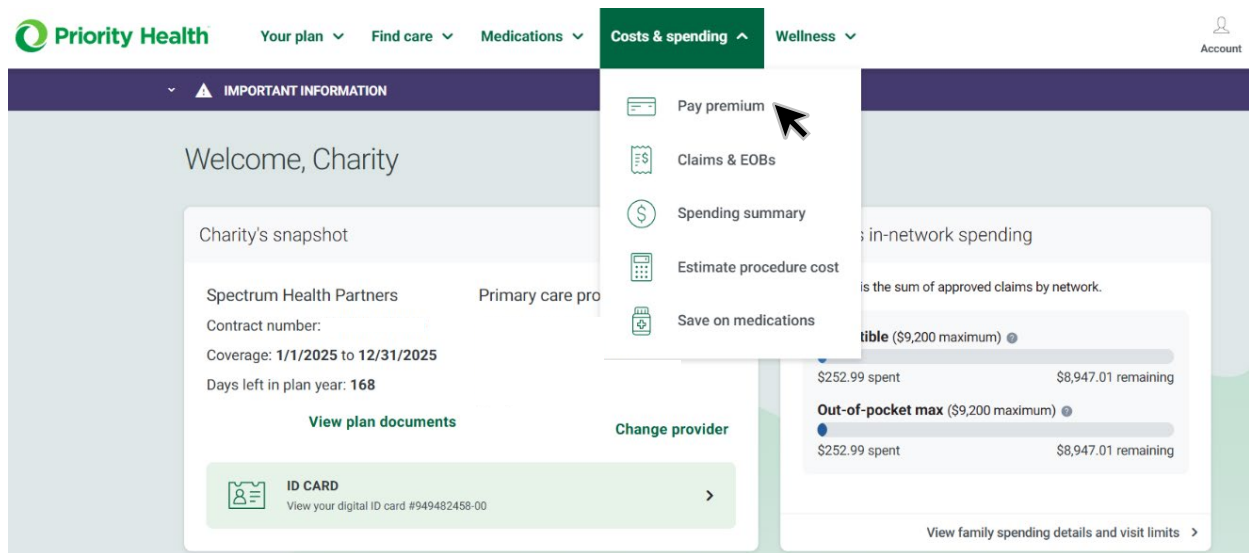 Priority Health
Your plan
Find care
Medications
Costs & spending
Wellness
Account
IMPORTANT INFORMATION
Pay premium
Claims & EOBs
Spending summary
Estimate procedure cost
Save on medications
Welcome, Charity
Charity's snapshot
Spectrum Health Partners
Primary care pro
Contract number:
Coverage: 1/1/2025 to 12/31/2025
Days left in plan year: 168
View plan documents
Change provider
ID CARD
View your digital ID card #949482458-00
s in-network spending
is the sum of approved claims by network.
tible ($9,200 maximum)
$252.99 spent $8,947.01 remaining
Out-of-pocket max ($9,200 maximum)
$252.99 spent $8,947.01 remaining
View family spending details and visit limits